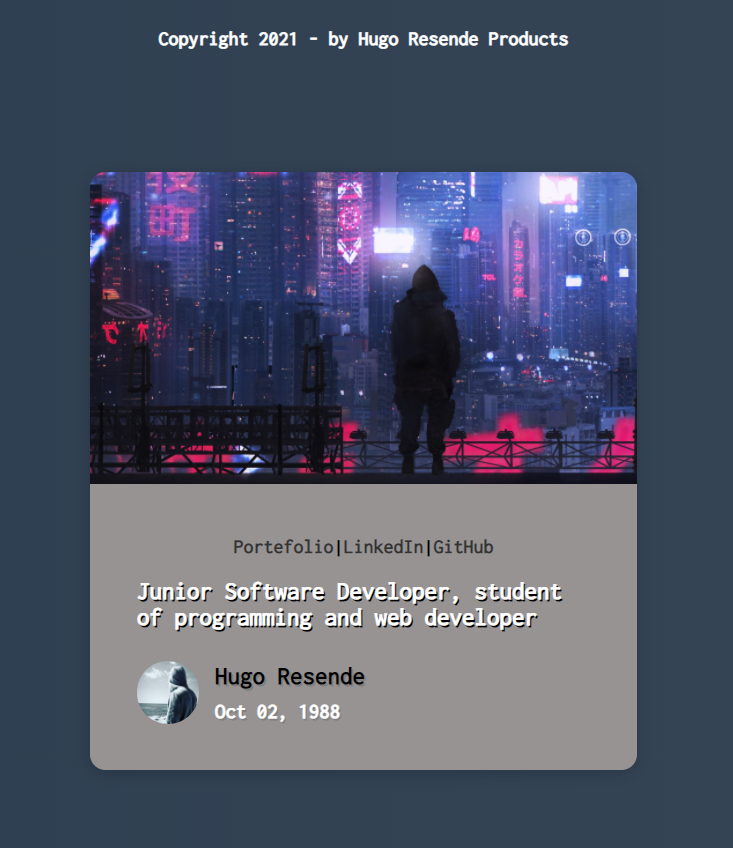 Copyright 2021 - by Hugo Resende Products
Portefolio|LinkedIn|GitHub
Junior Software Developer, student
of programming and web developer
Hugo Resende
Oct 02, 1988